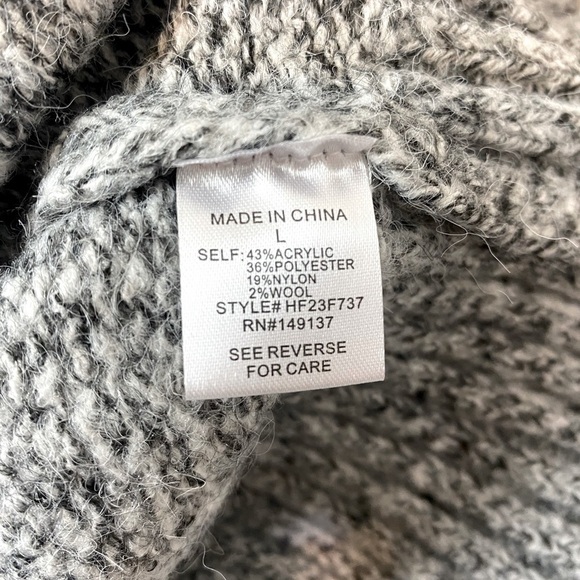 MADE IN CHINA
L
SELF: 43%ACRYLIC
36%POLYESTER
19%NYLON
2%WOOL
STYLE# HF23F737
RN#149137
SEE REVERSE
FOR CARE